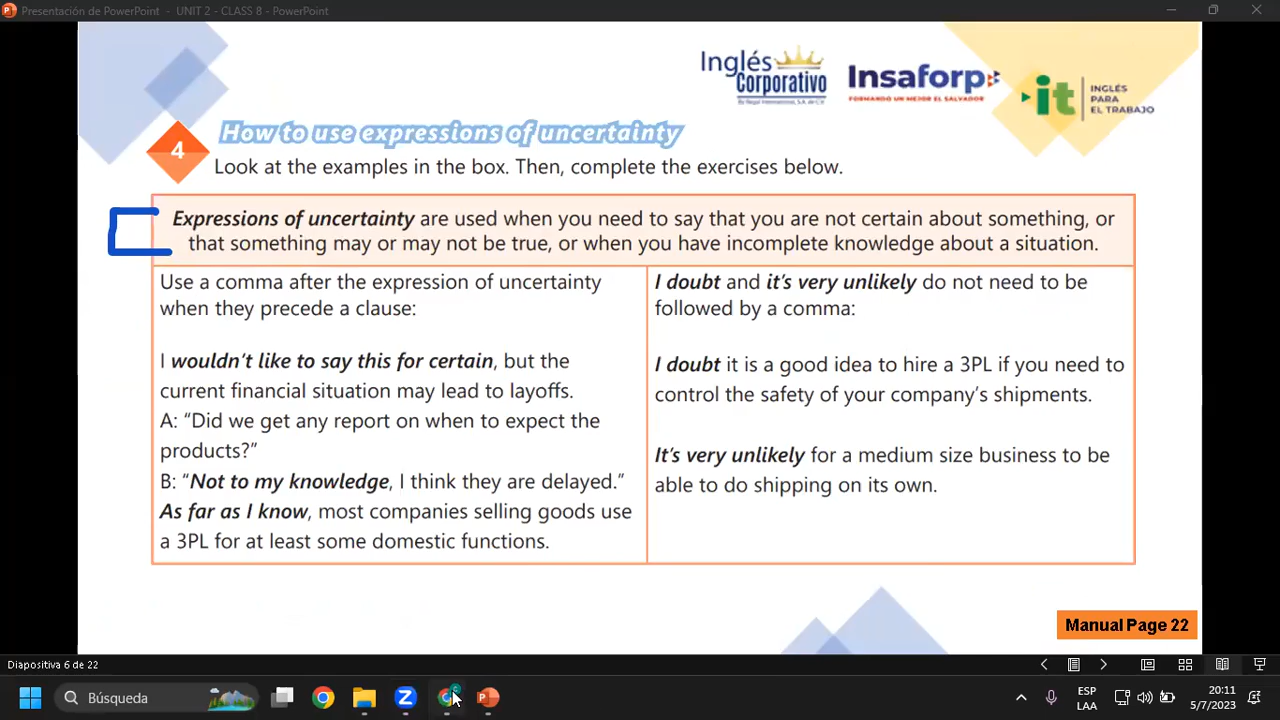 Presentación de PowerPoint - UNIT 2 - CLASS 8 - PowerPoint
Inglés
Corporativo
Insaforp
FORMANDO UN MEJOR EL SALVADOR
it
INGLÉS
PARA
EL TRABAJO
4
How to use expressions of uncertainty
Look at the examples in the box. Then, complete the exercises below.
Expressions of uncertainty are used when you need to say that you are not certain about something, or
that something may or may not be true, or when you have incomplete knowledge about a situation.
Use a comma after the expression of uncertainty
when they precede a clause:
I wouldn't like to say this for certain, but the
current financial situation may lead to layoffs.
A: “Did we get any report on when to expect the
products?”
B: “Not to my knowledge, I think they are delayed.”
As far as I know, most companies selling goods use
a 3PL for at least some domestic functions.
I doubt and it's very unlikely do not need to be
followed by a comma:
I doubt it is a good idea to hire a 3PL if you need to
control the safety of your company's shipments.
It's very unlikely for a medium size business to be
able to do shipping on its own.
Manual Page 22
Diapositiva 6 de 22
Búsqueda
ESP
LAA
20:11
5/7/2023